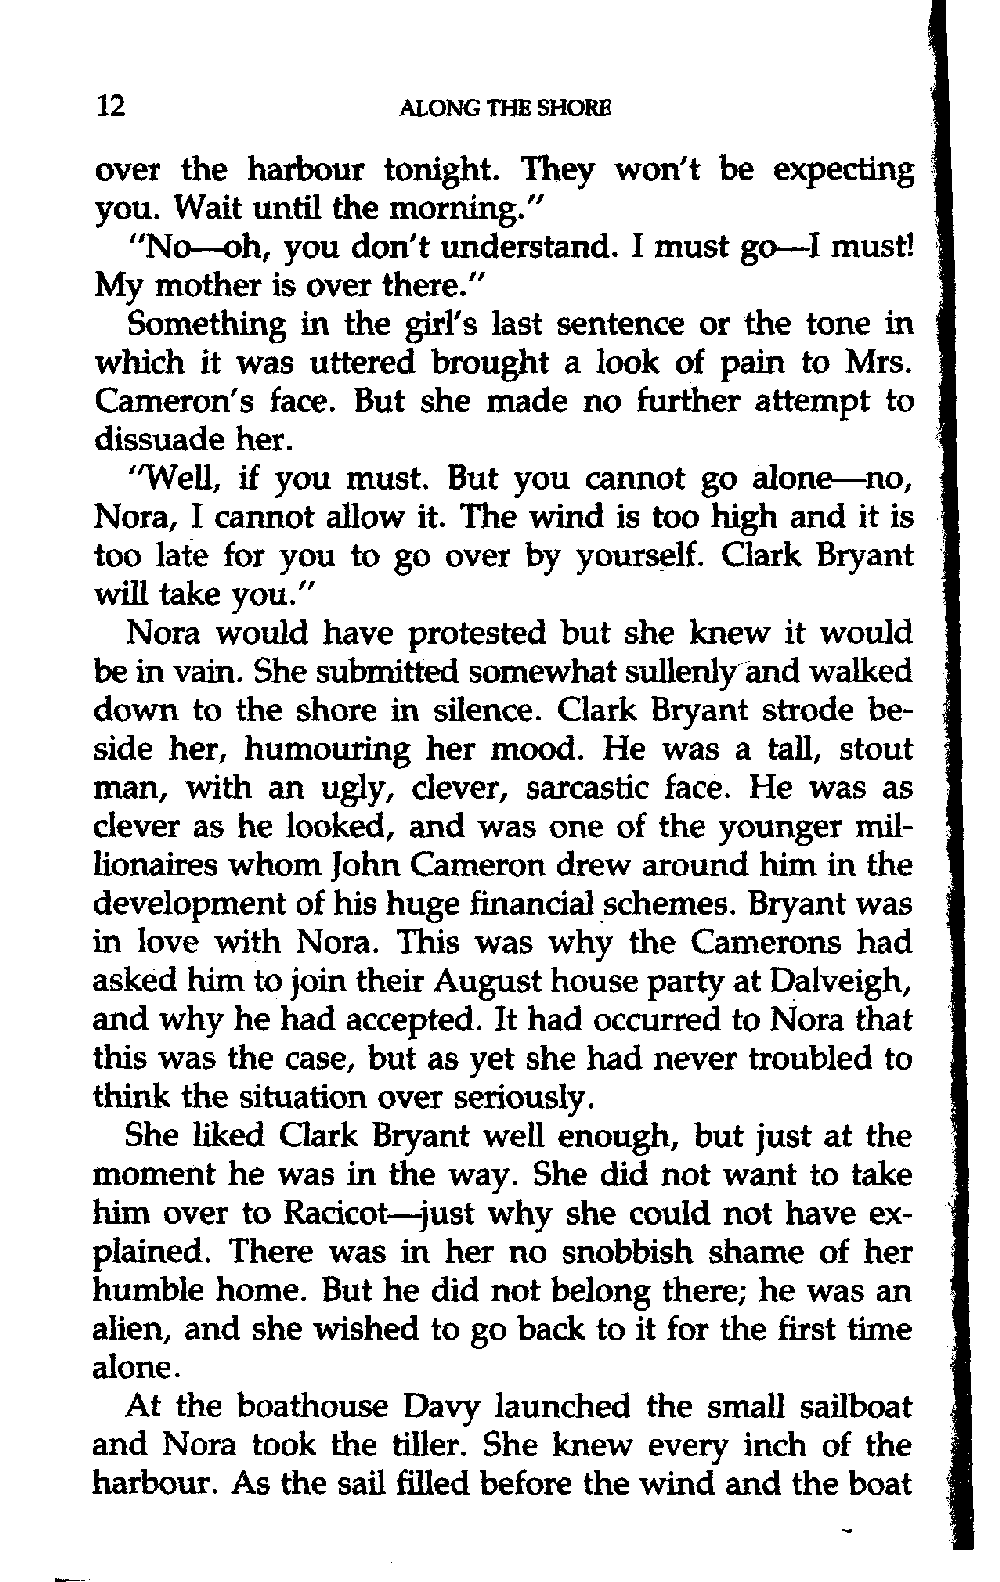 12 ALONG THE SHORE
over the harbour tonight. They won't be expecting
you. Wait until the morning."
"No—oh, you don't understand. I must go—I must!
My mother is over there."
Something in the girl's last sentence or the tone in
which it was uttered brought a look of pain to Mrs.
Cameron's face. But she made no further attempt to
dissuade her.
"Well, if you must. But you cannot go alone—no,
Nora, I cannot allow it. The wind is too high and it is
too late for you to go over by yourself. Clark Bryant
will take you."
Nora would have protested but she knew it would
be in vain. She submitted somewhat sullenly and walked
down to the shore in silence. Clark Bryant strode be-
side her, humouring her mood. He was a tall, stout
man, with an ugly, clever, sarcastic face. He was as
clever as he looked, and was one of the younger mil-
lionaires whom John Cameron drew around him in the
development of his huge financial schemes. Bryant was
in love with Nora. This was why the Camerons had
asked him to join their August house party at Dalveigh,
and why he had accepted. It had occurred to Nora that
this was the case, but as yet she had never troubled to
think the situation over seriously.
She liked Clark Bryant well enough, but just at the
moment he was in the way. She did not want to take
him over to Racicot—just why she could not have ex-
plained. There was in her no snobbish shame of her
humble home. But he did not belong there; he was an
alien, and she wished to go back to it for the first time
alone.
At the boathouse Davy launched the small sailboat
and Nora took the tiller. She knew every inch of the
harbour. As the sail filled before the wind and the boat